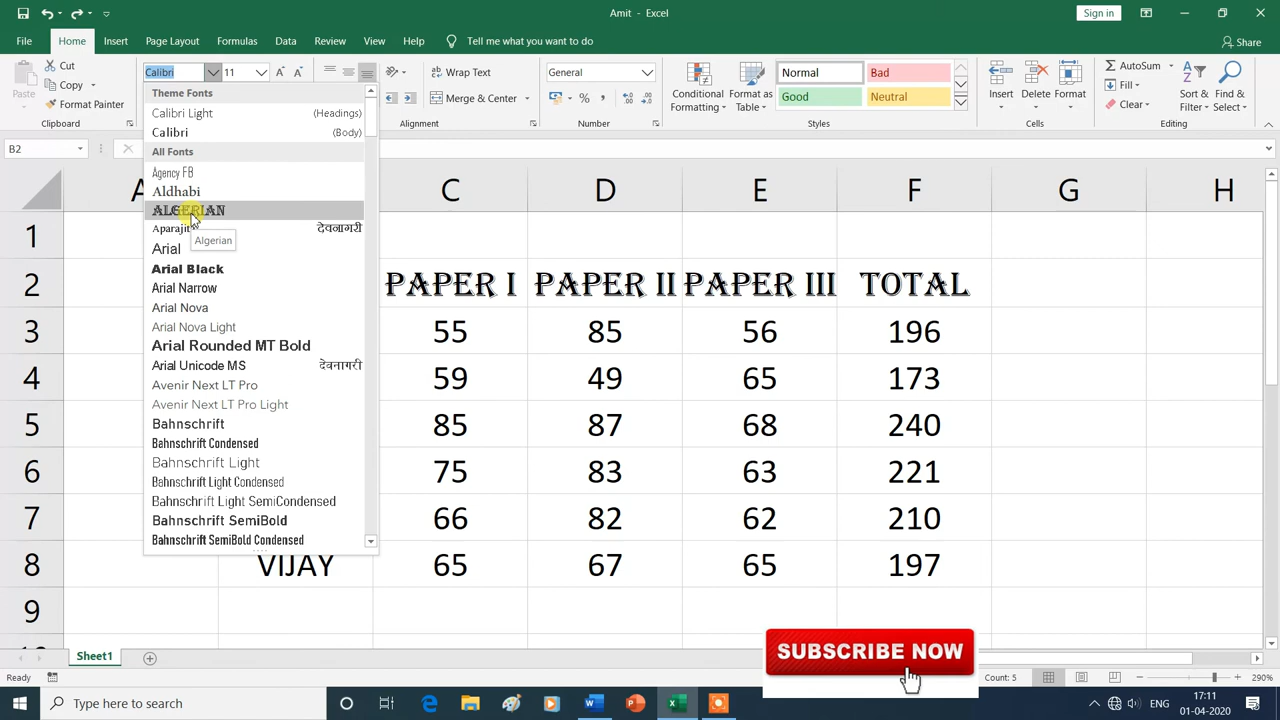 Amit - Excel
Sign in
File Home Insert Page Layout Formulas Data Review View Help Tell me what you want to do Share
Cut
Copy
Format Painter
Paste
Clipboard
Calibri 11
Wrap Text
Merge & Center
Alignment
General
Number
Conditional Formatting
Format as Table
Normal Bad
Good Neutral
Styles
Insert Delete Format
Cells
AutoSum
Fill
Clear
Sort & Filter
Find & Select
Editing
B2
Theme Fonts
Calibri Light (Headings)
Calibri (Body)
All Fonts
Agency FB
Aldhabi
ALGERIAN
Aparajit देवनागरी
Algerian
Arial
Arial Black
Arial Narrow
Arial Nova
Arial Nova Light
Arial Rounded MT Bold
Arial Unicode MS देवनागरी
Avenir Next LT Pro
Avenir Next LT Pro Light
Bahnschrift
Bahnschrift Condensed
Bahnschrift Light
Bahnschrift Light Condensed
Bahnschrift Light SemiCondensed
Bahnschrift SemiBold
Bahnschrift SemiBold Condensed
C D E F G H
1
2 PAPER I PAPER II PAPER III TOTAL
3 55 85 56 196
4 59 49 65 173
5 85 87 68 240
6 75 83 63 221
7 66 82 62 210
8 VIJAY 65 67 65 197
9
SUBSCRIBE NOW
Sheet1
Ready
Count: 5
290%
Type here to search
ENG
17:11
01-04-2020